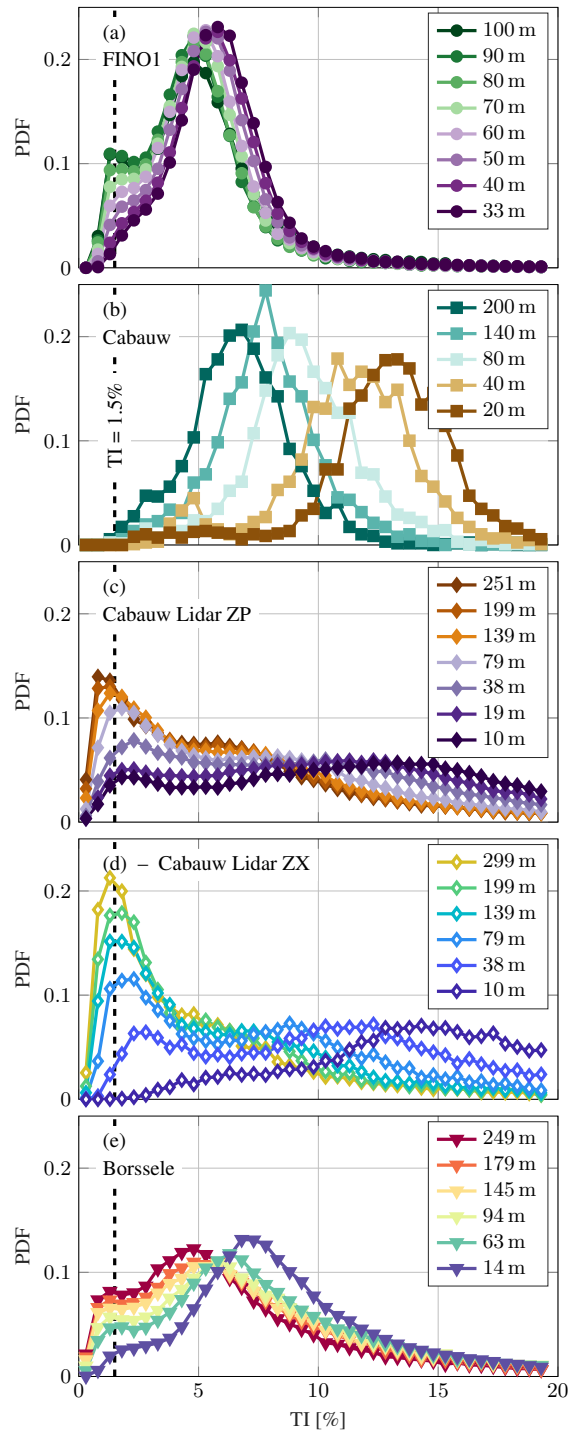 (a)
FINO1
100 m
90 m
80 m
70 m
60 m
50 m
40 m
33 m
PDF
0.2
0.1
0
(b)
Cabauw
200 m
140 m
80 m
40 m
20 m
TI = 1.5%
PDF
0.2
0.1
0
(c)
Cabauw Lidar ZP
251 m
199 m
139 m
79 m
38 m
19 m
10 m
PDF
0.2
0.1
0
(d) – Cabauw Lidar ZX
299 m
199 m
139 m
79 m
38 m
10 m
PDF
0.2
0.1
0
(e)
Borssele
249 m
179 m
145 m
94 m
63 m
14 m
PDF
0.2
0.1
0
0 5 10 15 20
TI [%]